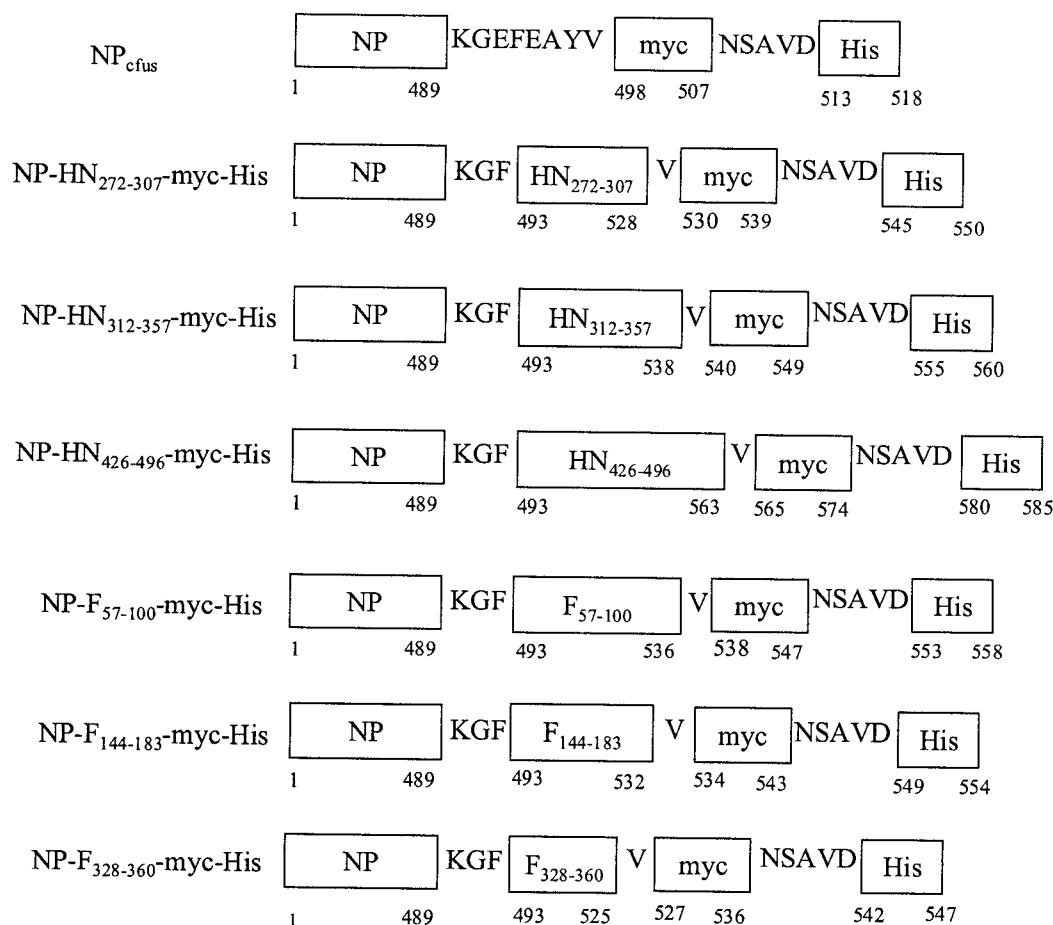 NPcfus NP KGEFEAYV myc NSAVD His
1 489 498 507 513 518
NP-HN272-307-myc-His NP KGF HN272-307 V myc NSAVD His
1 489 493 528 530 539 545 550
NP-HN312-357-myc-His NP KGF HN312-357 V myc NSAVD His
1 489 493 538 540 549 555 560
NP-HN426-496-myc-His NP KGF HN426-496 V myc NSAVD His
1 489 493 563 565 574 580 585
NP-F57-100-myc-His NP KGF F57-100 V myc NSAVD His
1 489 493 536 538 547 553 558
NP-F144-183-myc-His NP KGF F144-183 V myc NSAVD His
1 489 493 532 534 543 549 554
NP-F328-360-myc-His NP KGF F328-360 V myc NSAVD His
1 489 493 525 527 536 542 547